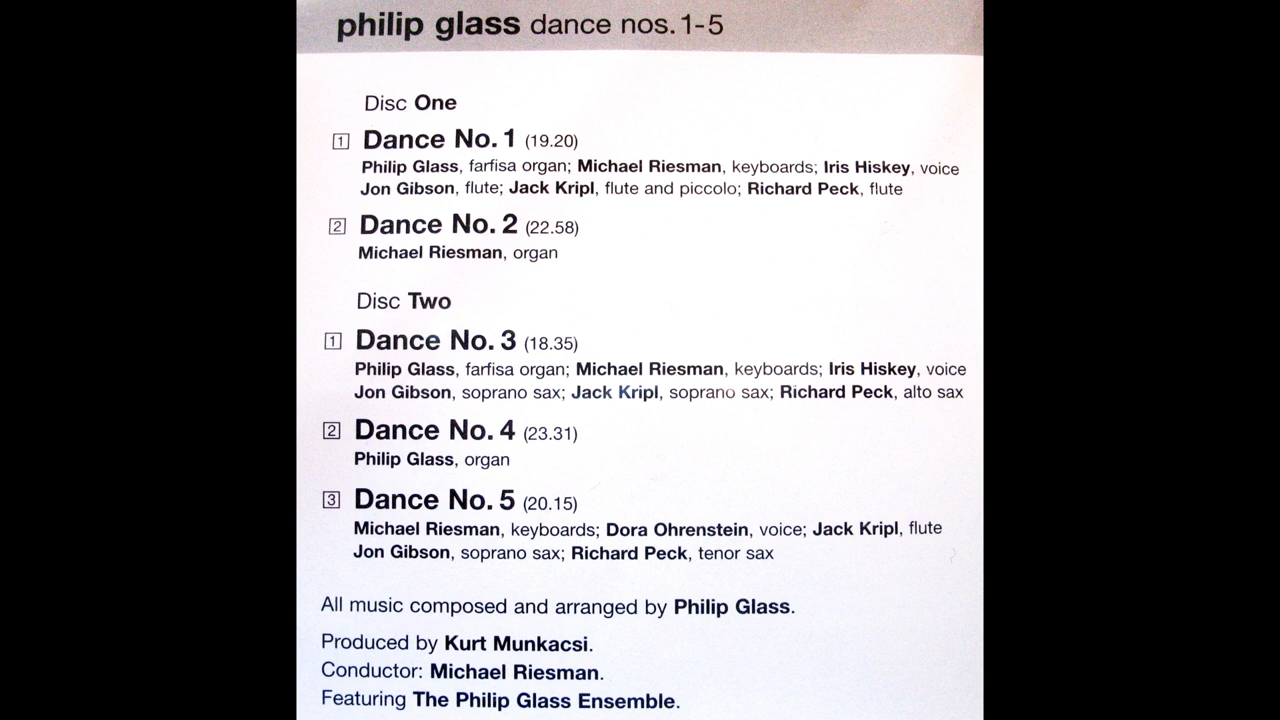 philip glass dance nos. 1-5
Disc One
1 Dance No. 1 (19.20)
Philip Glass, farfisa organ; Michael Riesman, keyboards; Iris Hiskey, voice
Jon Gibson, flute; Jack Kripl, flute and piccolo; Richard Peck, flute
2 Dance No. 2 (22.58)
Michael Riesman, organ
Disc Two
1 Dance No. 3 (18.35)
Philip Glass, farfisa organ; Michael Riesman, keyboards; Iris Hiskey, voice
Jon Gibson, soprano sax; Jack Kripl, soprano sax; Richard Peck, alto sax
2 Dance No. 4 (23.31)
Philip Glass, organ
3 Dance No. 5 (20.15)
Michael Riesman, keyboards; Dora Ohrenstein, voice; Jack Kripl, flute
Jon Gibson, soprano sax; Richard Peck, tenor sax
All music composed and arranged by Philip Glass.
Produced by Kurt Munkacsi.
Conductor: Michael Riesman.
Featuring The Philip Glass Ensemble.